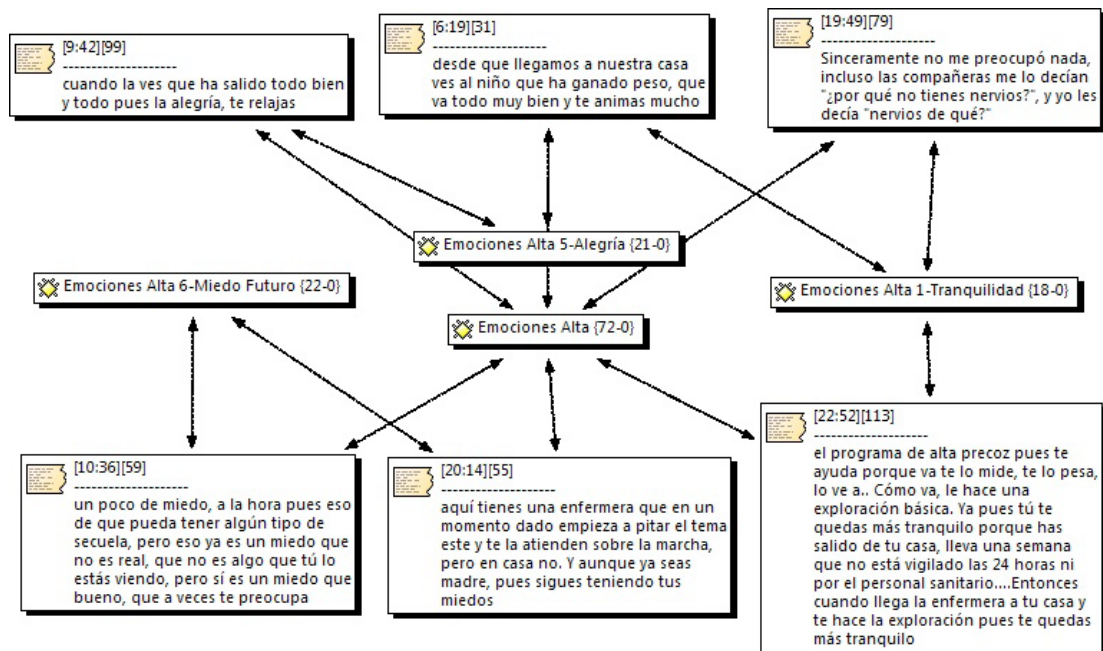 [9:42][99]
--------------------
cuando la ves que ha salido todo bien
y todo pues la alegría, te relajas
[6:19][31]
--------------------
desde que llegamos a nuestra casa
ves al niño que ha ganado peso, que
va todo muy bien y te animas mucho
[19:49][79]
--------------------
Sinceramente no me preocupó nada,
incluso las compañeras me lo decían
"¿por qué no tienes nervios?", y yo les
decía "nervios de qué?"
Emociones Alta 5-Alegría {21-0}
Emociones Alta 6-Miedo Futuro {22-0}
Emociones Alta 1-Tranquilidad {18-0}
Emociones Alta {72-0}
[10:36][59]
--------------------
un poco de miedo, a la hora pues eso
de que pueda tener algún tipo de
secuela, pero eso ya es un miedo que
no es real, que no es algo que tú lo
estás viendo, pero sí es un miedo que
bueno, que a veces te preocupa
[20:14][55]
--------------------
aquí tienes una enfermera que en un
momento dado empieza a pitar el tema
este y te la atienden sobre la marcha,
pero en casa no. Y aunque ya seas
madre, pues sigues teniendo tus
miedos
[22:52][113]
--------------------
el programa de alta precoz pues te
ayuda porque va te lo mide, te lo pesa,
lo ve a.. Cómo va, le hace una
exploración básica. Ya pues tú te
quedas más tranquilo porque has
salido de tu casa, lleva una semana
que no está vigilado las 24 horas ni
por el personal sanitario....Entonces
cuando llega la enfermera a tu casa y
te hace la exploración pues te quedas
más tranquilo